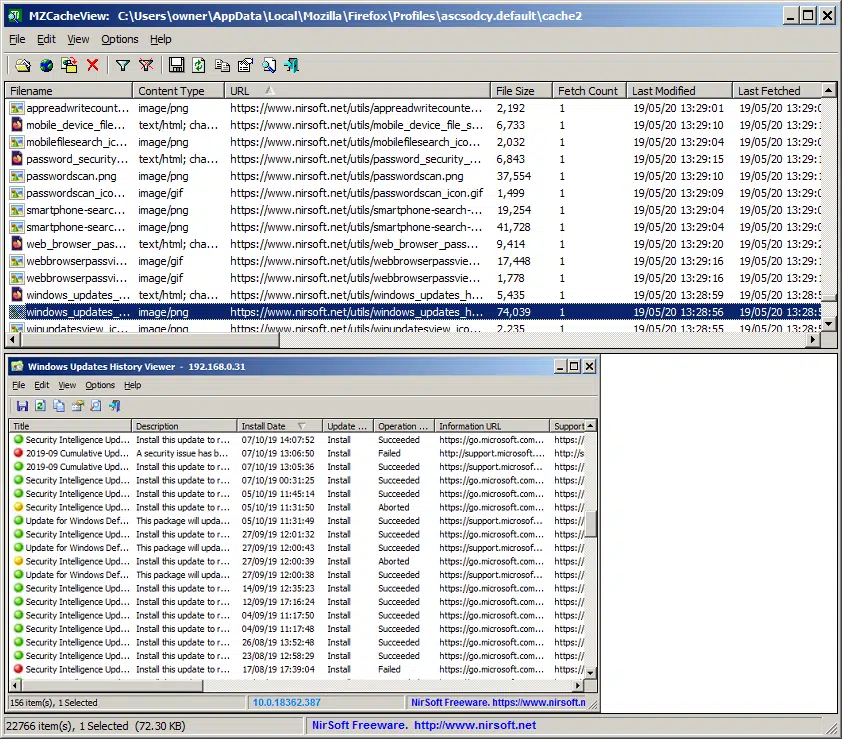 MZCacheView: C:\Users\owner\AppData\Local\Mozilla\Firefox\Profiles\ascsodcy.default\cache2
File Edit View Options Help
Filename Content Type URL File Size Fetch Count Last Modified Last Fetched
appreadwritecount... image/png https://www.nirsoft.net/utils/appreadwritecounte... 2,192 1 19/05/20 13:29:01 19/05/20 13:29:0
mobile_device_file... text/html; cha... https://www.nirsoft.net/utils/mobile_device_file_s... 6,733 1 19/05/20 13:29:10 19/05/20 13:29:1
mobilefilesearch_ic... image/png https://www.nirsoft.net/utils/mobilefilesearch_ico... 2,032 1 19/05/20 13:29:04 19/05/20 13:29:0
password_security... text/html; cha... https://www.nirsoft.net/utils/password_security_... 6,843 1 19/05/20 13:29:15 19/05/20 13:29:1
passwordscan.png image/png https://www.nirsoft.net/utils/passwordscan.png 37,554 1 19/05/20 13:29:10 19/05/20 13:29:1
passwordscan_ico... image/gif https://www.nirsoft.net/utils/passwordscan_icon.gif 1,499 1 19/05/20 13:29:09 19/05/20 13:29:0
smartphone-searc... image/png https://www.nirsoft.net/utils/smartphone-search-... 19,254 1 19/05/20 13:29:04 19/05/20 13:29:0
smartphone-searc... image/png https://www.nirsoft.net/utils/smartphone-search-... 41,728 1 19/05/20 13:29:04 19/05/20 13:29:0
web_browser_pas... text/html; cha... https://www.nirsoft.net/utils/web_browser_pass... 9,414 1 19/05/20 13:29:20 19/05/20 13:29:2
webbrowserpassvi... image/gif https://www.nirsoft.net/utils/webbrowserpassvie... 17,448 1 19/05/20 13:29:16 19/05/20 13:29:1
webbrowserpassvi... image/gif https://www.nirsoft.net/utils/webbrowserpassvie... 1,778 1 19/05/20 13:29:16 19/05/20 13:29:1
windows_updates_... text/html; cha... https://www.nirsoft.net/utils/windows_updates_h... 5,435 1 19/05/20 13:28:59 19/05/20 13:28:5
windows_updates_... image/png https://www.nirsoft.net/utils/windows_updates_h... 74,039 1 19/05/20 13:28:56 19/05/20 13:28:5
winupdatesview_ic... image/png https://www.nirsoft.net/utils/winupdatesview_ico... 2,235 1 19/05/20 13:28:55 19/05/20 13:28:5
Windows Updates History Viewer - 192.168.0.31
File Edit View Options Help
Title Description Install Date Update ... Operation ... Information URL Support
Security Intelligence Upd... Install this update to r... 07/10/19 14:07:52 Install Succeeded https://go.microsoft.com... https://
2019-09 Cumulative Upd... A security issue has b... 07/10/19 13:06:50 Install Failed http://support.microsoft.... http://s
2019-09 Cumulative Upd... Install this update to r... 07/10/19 13:05:36 Install Succeeded https://support.microsof... https://
Security Intelligence Upd... Install this update to r... 07/10/19 00:31:25 Install Succeeded https://go.microsoft.com... https://
Security Intelligence Upd... Install this update to r... 05/10/19 11:45:14 Install Succeeded https://go.microsoft.com... https://
Security Intelligence Upd... Install this update to r... 05/10/19 11:31:50 Install Aborted https://go.microsoft.com... https://
Update for Windows Def... This package will upda... 05/10/19 11:31:49 Install Succeeded https://support.microsof... https://
Security Intelligence Upd... Install this update to r... 27/09/19 12:01:32 Install Succeeded https://go.microsoft.com... https://
Update for Windows Def... This package will upda... 27/09/19 12:00:43 Install Succeeded https://support.microsof... https://
Security Intelligence Upd... Install this update to r... 27/09/19 12:00:39 Install Aborted https://go.microsoft.com... https://
Update for Windows Def... This package will upda... 27/09/19 12:00:38 Install Succeeded https://support.microsof... https://
Security Intelligence Upd... Install this update to r... 14/09/19 12:35:23 Install Succeeded https://go.microsoft.com... https://
Security Intelligence Upd... Install this update to r... 12/09/19 17:16:24 Install Succeeded https://go.microsoft.com... https://
Security Intelligence Upd... Install this update to r... 04/09/19 11:17:50 Install Succeeded https://go.microsoft.com... https://
Security Intelligence Upd... Install this update to r... 04/09/19 11:17:48 Install Succeeded https://go.microsoft.com... https://
Security Intelligence Upd... Install this update to r... 26/08/19 13:52:48 Install Succeeded https://go.microsoft.com... https://
Security Intelligence Upd... Install this update to r... 23/08/19 12:58:29 Install Succeeded https://go.microsoft.com... https://
Security Intelligence Upd... Install this update to r... 17/08/19 17:39:04 Install Failed https://go.microsoft.com... https://
156 item(s), 1 Selected 10.0.18362.387 NirSoft Freeware. https://www.nirsoft.n
22766 item(s), 1 Selected (72.30 KB) NirSoft Freeware. http://www.nirsoft.net